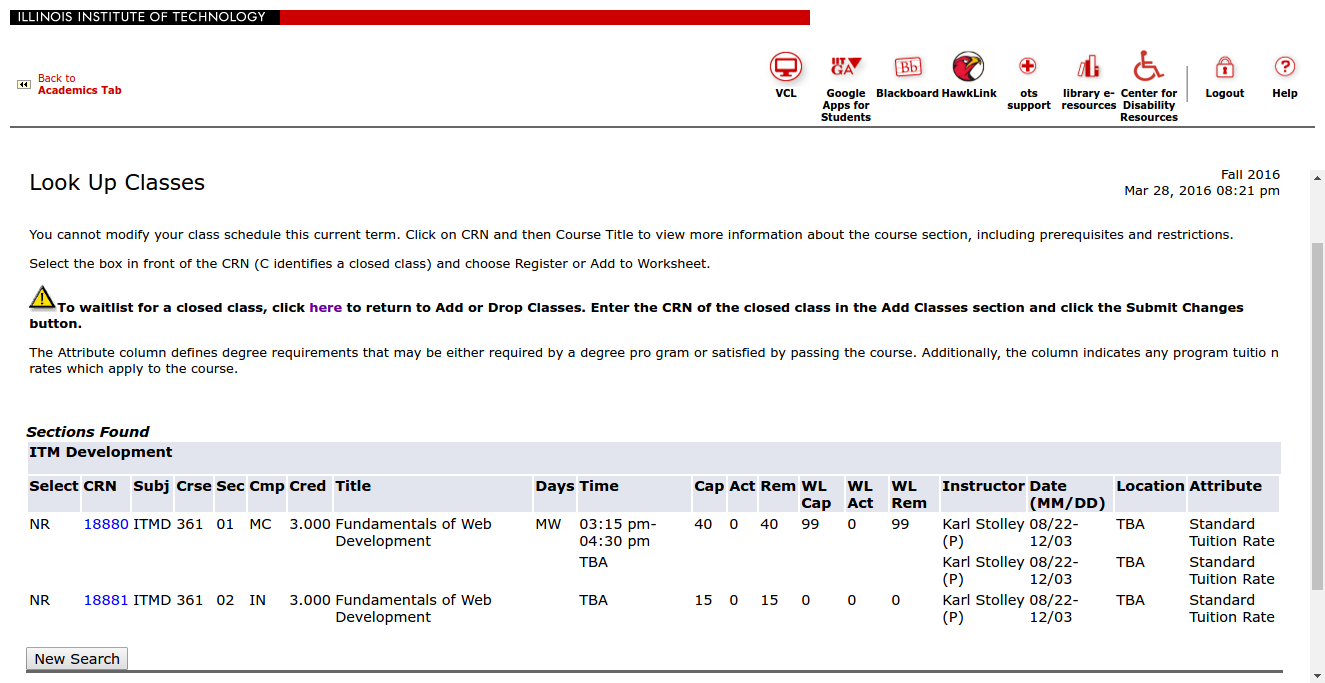 ILLINOIS INSTITUTE OF TECHNOLOGY
Back to
Academics Tab
VCL
Google Apps for Students
Blackboard
HawkLink
ots support
library e-resources
Center for Disability Resources
Logout
Help
Look Up Classes
Fall 2016
Mar 28, 2016 08:21 pm
You cannot modify your class schedule this current term. Click on CRN and then Course Title to view more information about the course section, including prerequisites and restrictions.
Select the box in front of the CRN (C identifies a closed class) and choose Register or Add to Worksheet.
To waitlist for a closed class, click here to return to Add or Drop Classes. Enter the CRN of the closed class in the Add Classes section and click the Submit Changes
button.
The Attribute column defines degree requirements that may be either required by a degree pro gram or satisfied by passing the course. Additionally, the column indicates any program tuitio n
rates which apply to the course.
Sections Found
ITM Development
Select CRN Subj Crse Sec Cmp Cred Title Days Time Cap Act Rem WL Cap WL Act WL Rem Instructor Date (MM/DD) Location Attribute
NR 18880 ITMD 361 01 MC 3.000 Fundamentals of Web Development MW 03:15 pm-04:30 pm 40 0 40 99 0 99 Karl Stolley (P) 08/22-12/03 TBA Standard Tuition Rate
TBA Karl Stolley (P) 08/22-12/03 TBA Standard Tuition Rate
NR 18881 ITMD 361 02 IN 3.000 Fundamentals of Web Development TBA 15 0 15 0 0 0 Karl Stolley (P) 08/22-12/03 TBA Standard Tuition Rate
New Search